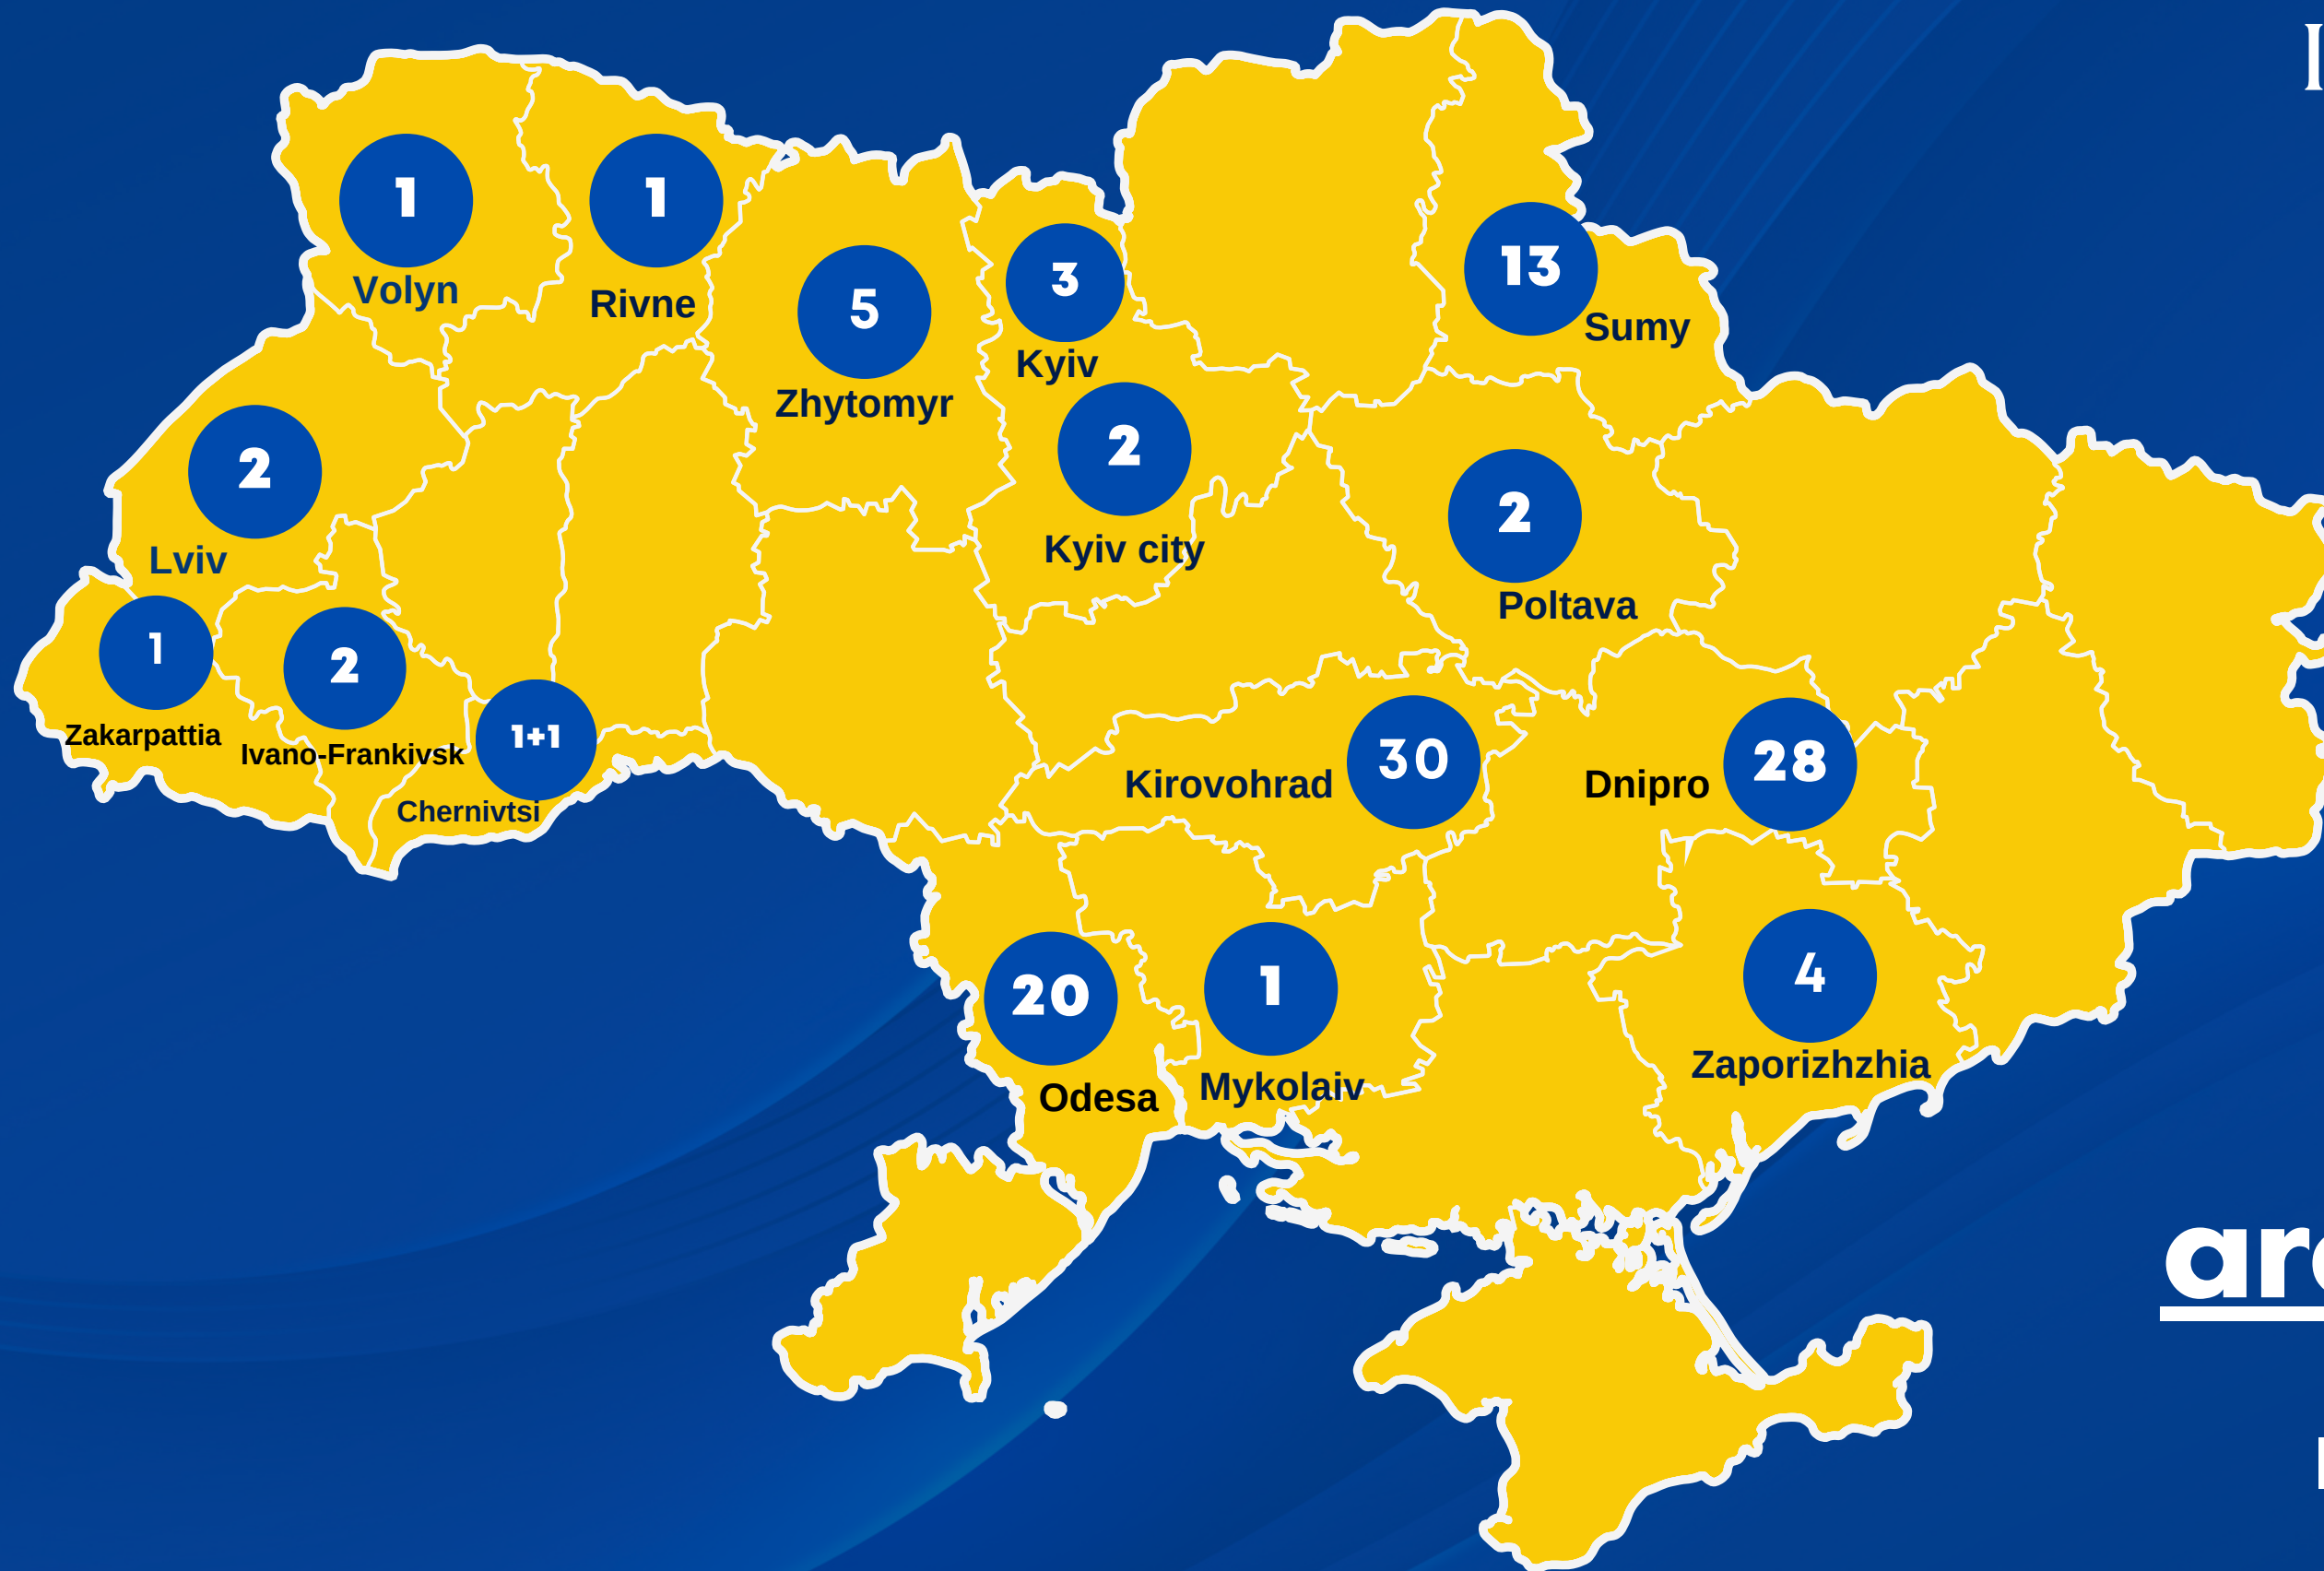 1
Volyn
1
Rivne
5
Zhytomyr
3
Kyiv
13
Sumy
2
Kyiv city
2
Lviv
2
Poltava
1
Zakarpattia
2
Ivano-Frankivsk
1+1
Chernivtsi
30
Kirovohrad
28
Dnipro
20
Odesa
1
Mykolaiv
4
Zaporizhzhia